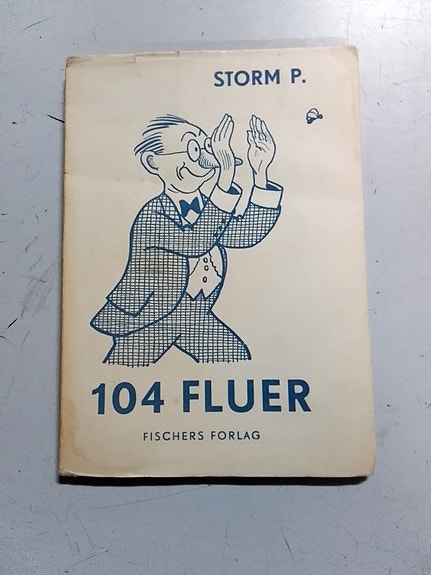 STORM P.
104 FLUER
FISCHERS FORLAG